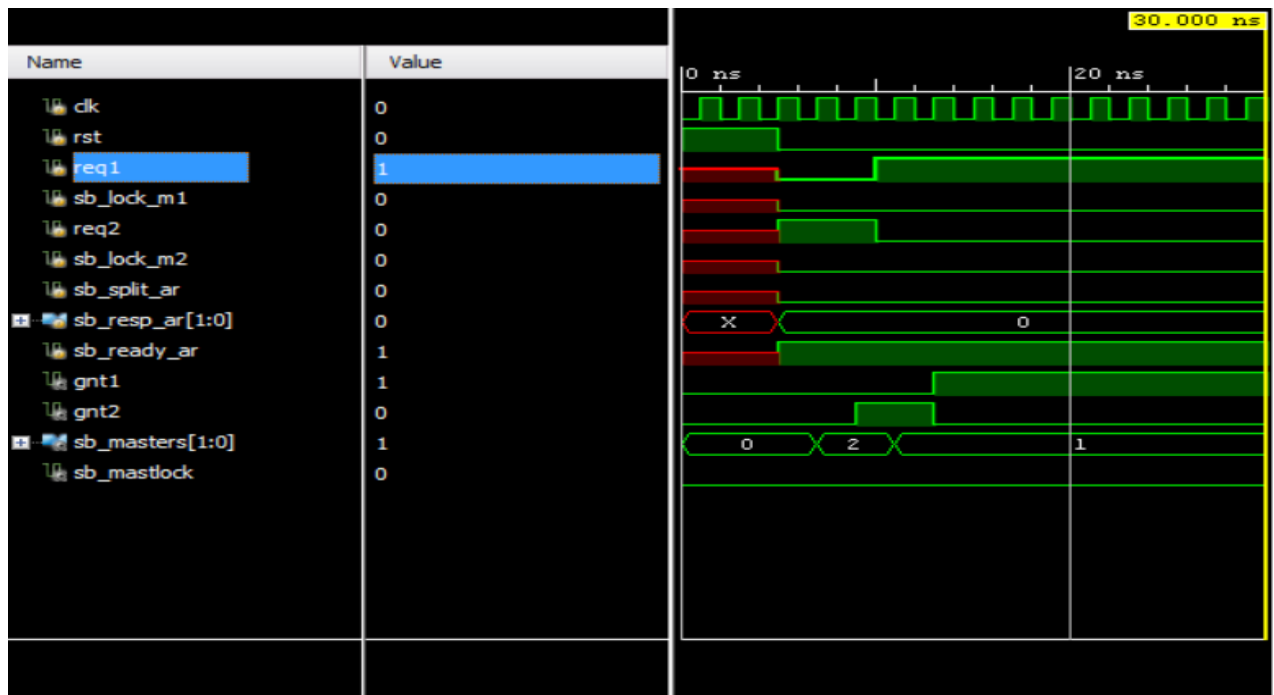 30.000 ns
Name Value
0 ns 20 ns
clk 0
rst 0
req1 1
sb_lock_m1 0
req2 0
sb_lock_m2 0
sb_split_ar 0
sb_resp_ar[1:0] 0 X 0
sb_ready_ar 1
gnt1 1
gnt2 0
sb_masters[1:0] 1 0 2 1
sb_mastlock 0